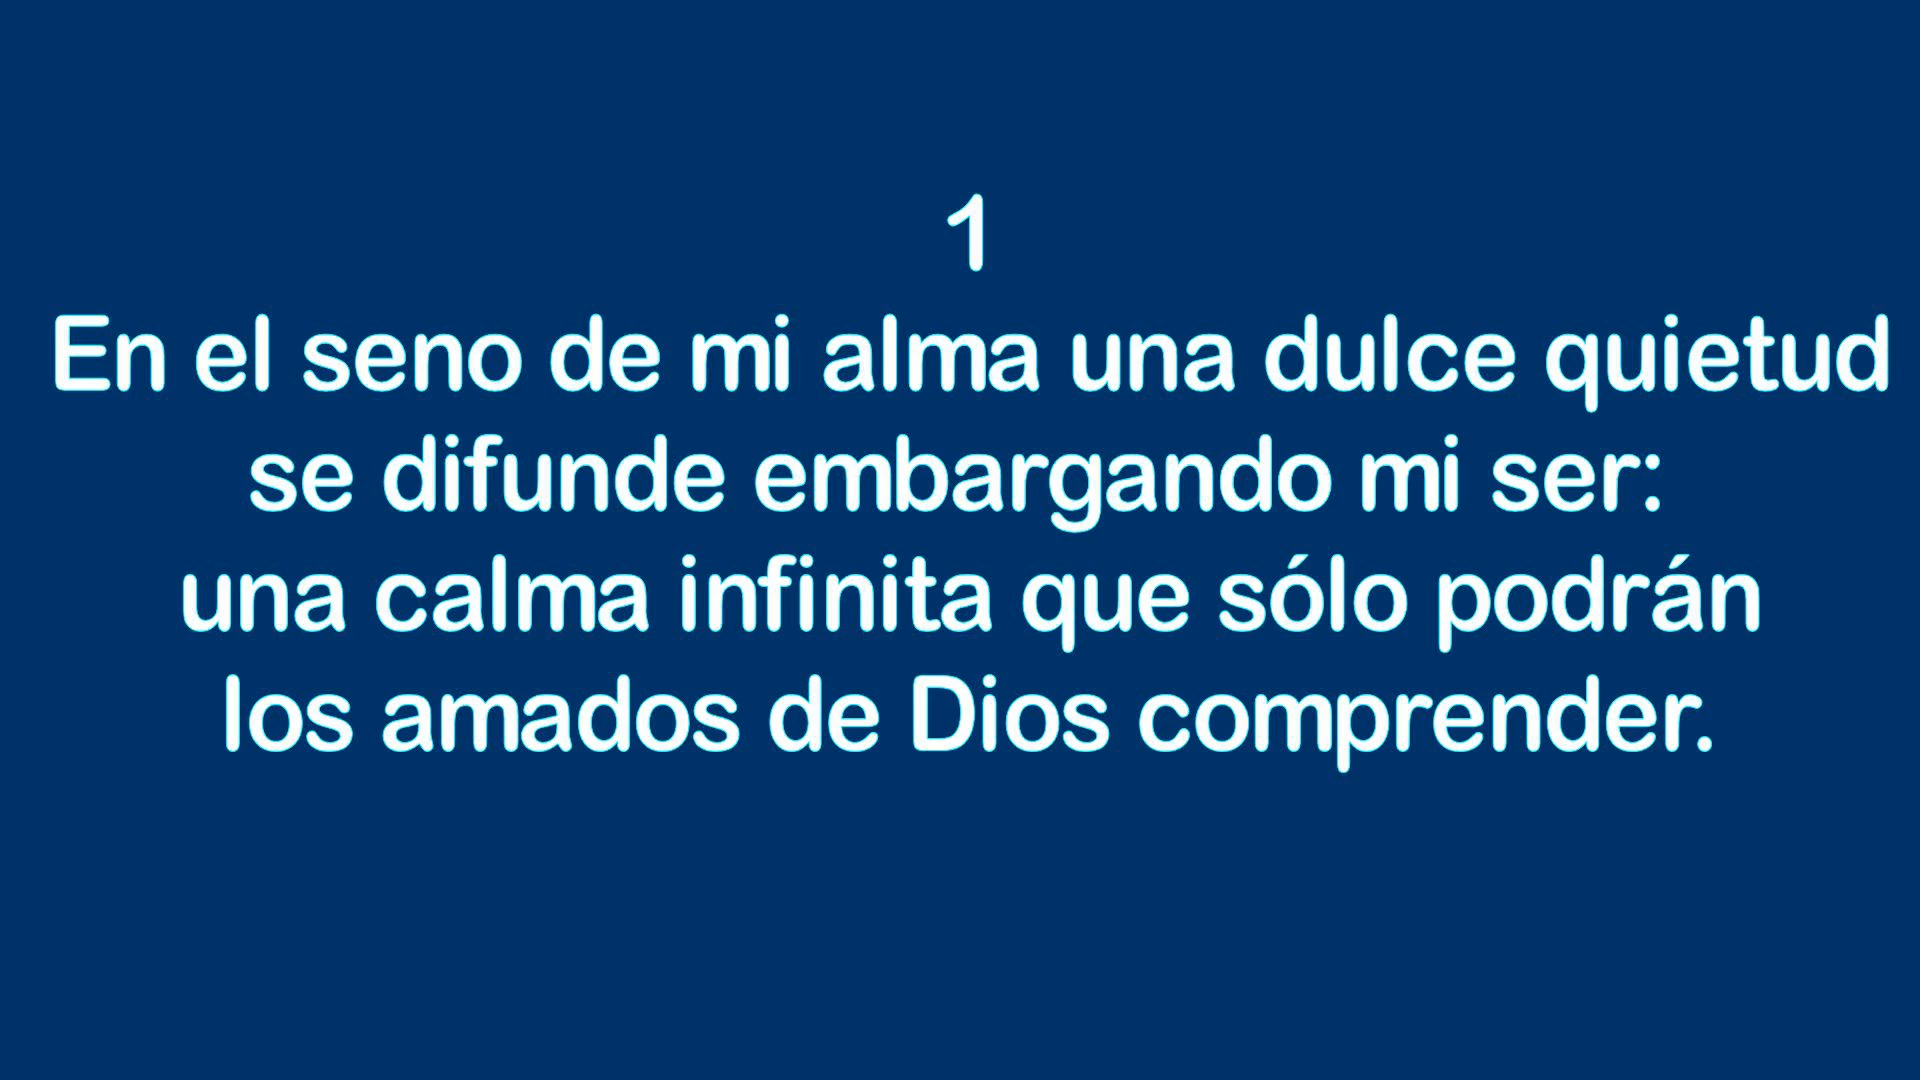 1
En el seno de mi alma una dulce quietud
se difunde embargando mi ser:
una calma infinita que sólo podrán
los amados de Dios comprender.